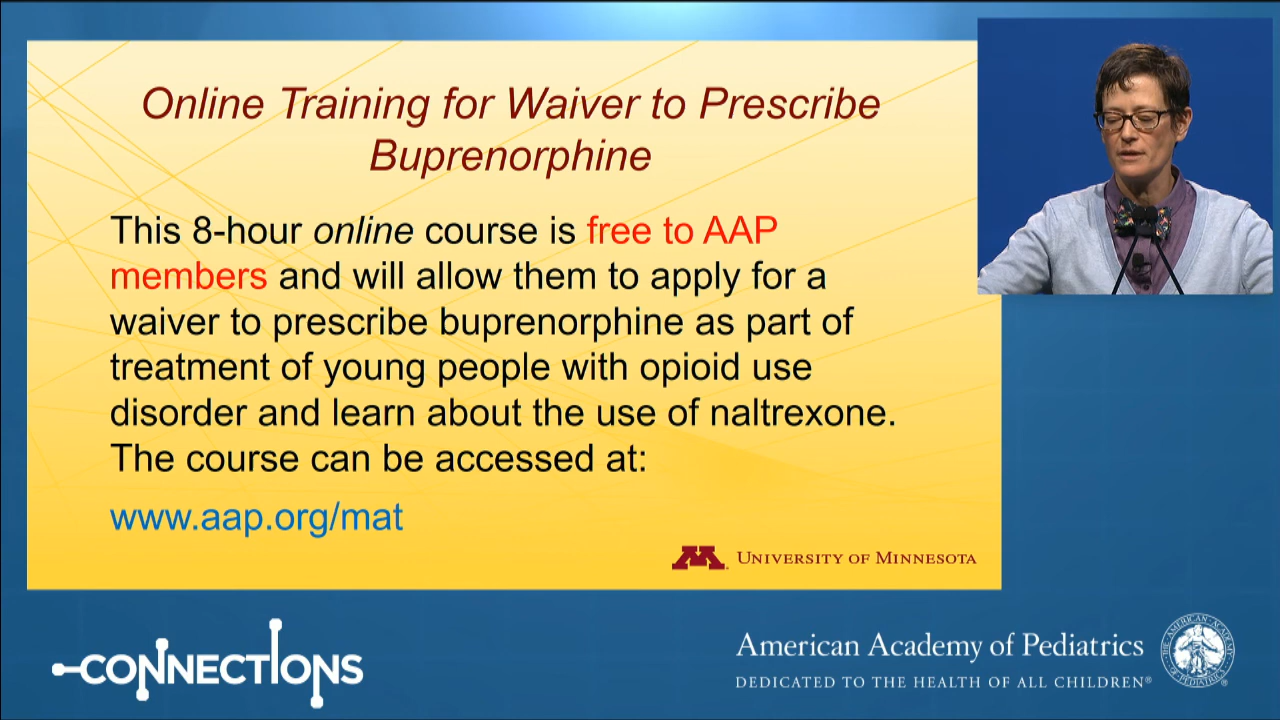 Online Training for Waiver to Prescribe
Buprenorphine
This 8-hour online course is free to AAP
members and will allow them to apply for a
waiver to prescribe buprenorphine as part of
treatment of young people with opioid use
disorder and learn about the use of naltrexone.
The course can be accessed at:
www.aap.org/mat
M UNIVERSITY OF MINNESOTA
CONNECTIONS
American Academy of Pediatrics
DEDICATED TO THE HEALTH OF ALL CHILDREN®